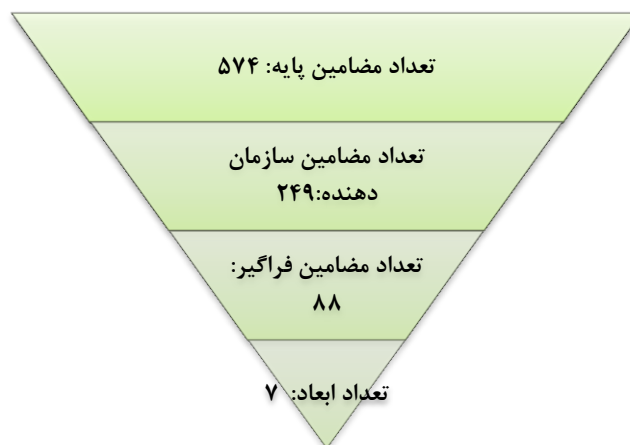 تعداد مضامین پایه: ۵۷۴
تعداد مضامین سازمان
دهنده:۲۴۹
تعداد مضامین فراگیر:
۸۸
تعداد ابعاد: ۷